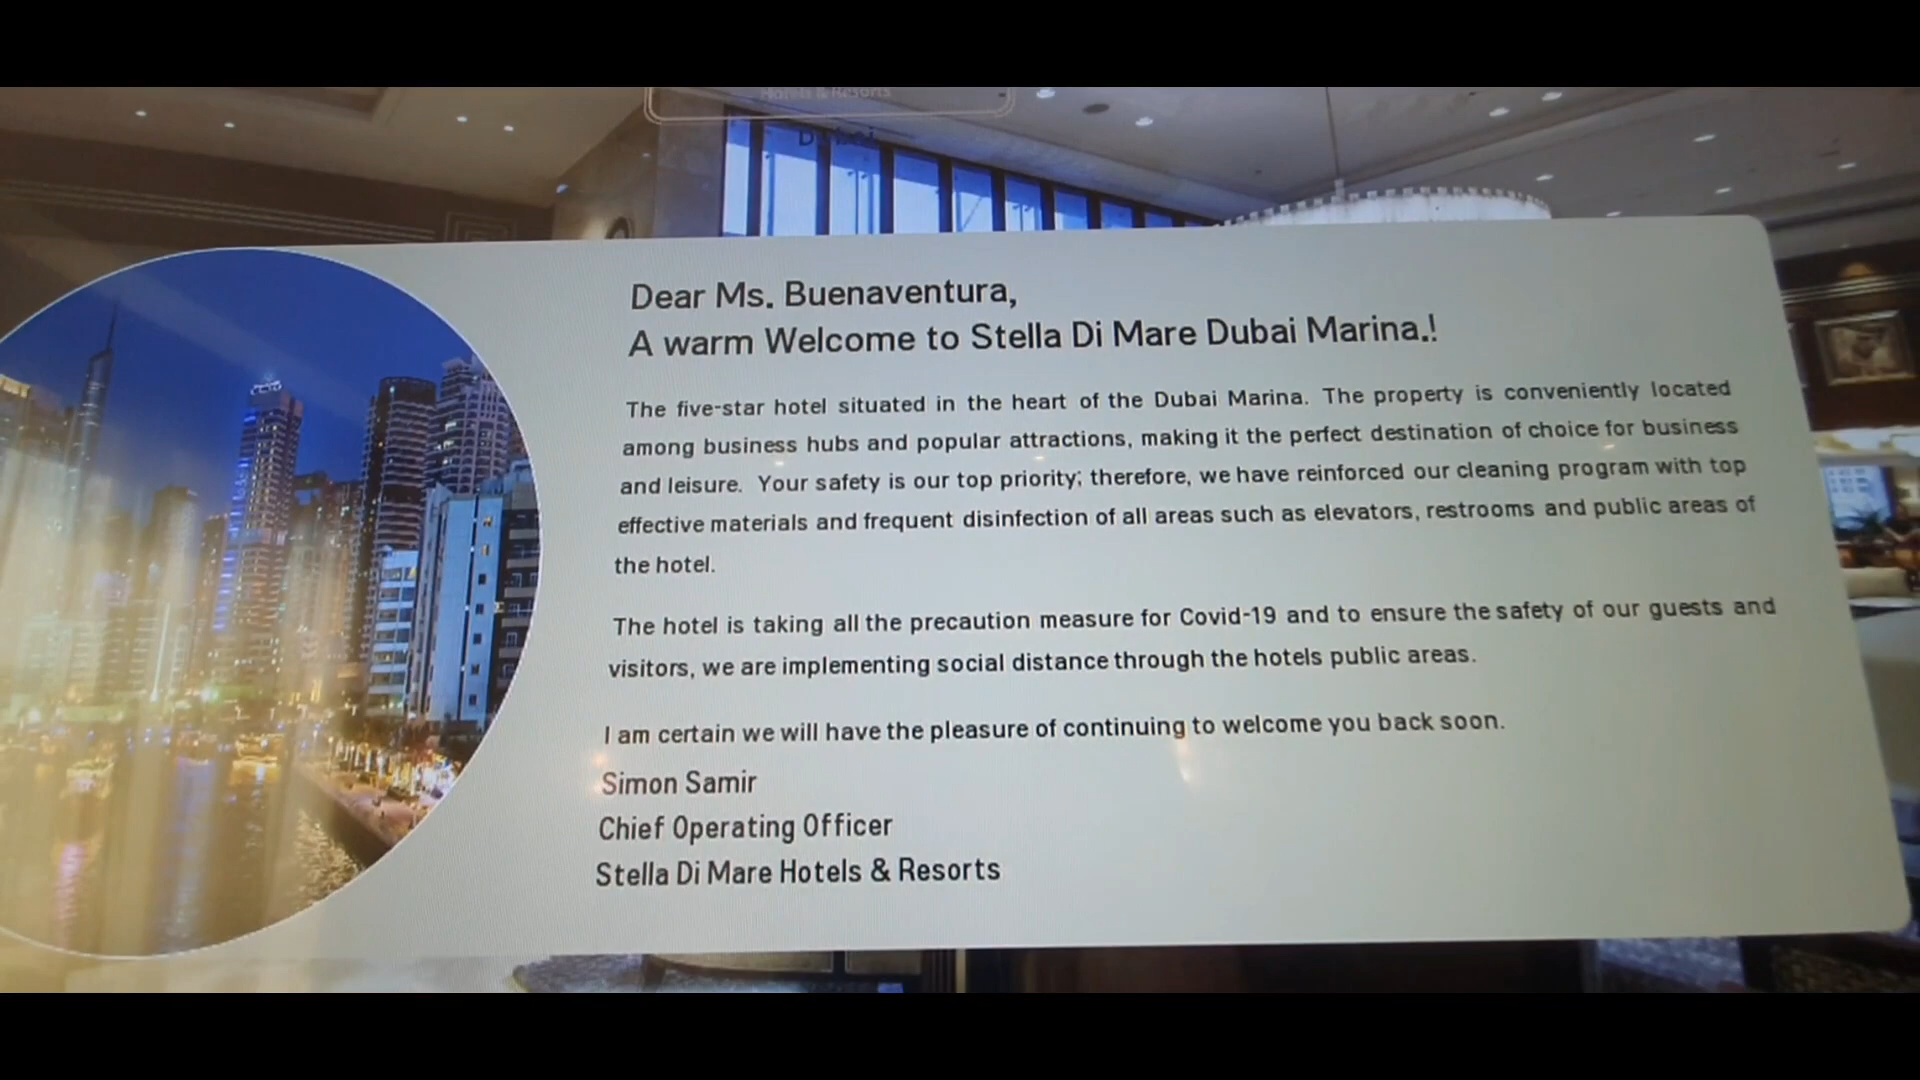 Hotels & Resorts
Dubai
Dear Ms. Buenaventura,
A warm Welcome to Stella Di Mare Dubai Marina.!
The five-star hotel situated in the heart of the Dubai Marina. The property is conveniently located
among business hubs and popular attractions, making it the perfect destination of choice for business
and leisure. Your safety is our top priority; therefore, we have reinforced our cleaning program with top
effective materials and frequent disinfection of all areas such as elevators, restrooms and public areas of
the hotel.
The hotel is taking all the precaution measure for Covid-19 and to ensure the safety of our guests and
visitors, we are implementing social distance through the hotels public areas.
I am certain we will have the pleasure of continuing to welcome you back soon.
Simon Samir
Chief Operating Officer
Stella Di Mare Hotels & Resorts